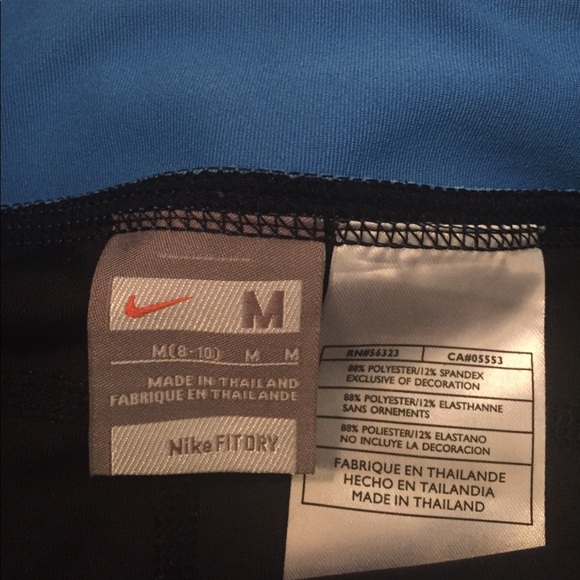 M
M(8-10) M M
MADE IN THAILAND
FABRIQUE EN THAILANDE
Nike FIT DRY
RN#56323 CA#05553
88% POLYESTER/12% SPANDEX
EXCLUSIVE OF DECORATION
88% POLYESTER/12% ELASTHANNE
SANS ORNEMENTS
88% POLIESTER/12% ELASTANO
NO INCLUYE LA DECORACION
FABRIQUE EN THAILANDE
HECHO EN TAILANDIA
MADE IN THAILAND